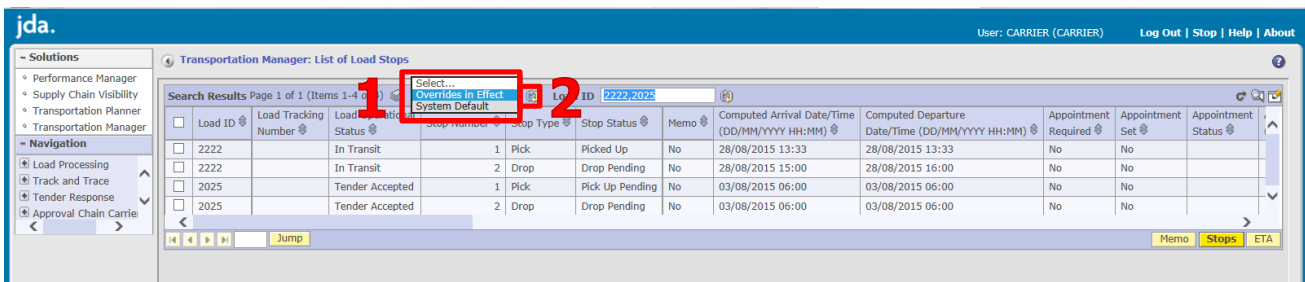 jda.
User: CARRIER (CARRIER) Log Out | Stop | Help | About
– Solutions
Performance Manager
Supply Chain Visibility
Transportation Planner
Transportation Manager
– Navigation
Load Processing
Track and Trace
Tender Response
Approval Chain Carrie
Transportation Manager: List of Load Stops
Search Results Page 1 of 1 (Items 1-4 of 4)
1
Select...
Overrides in Effect
System Default
2
Load ID 2222,2025
Load ID Load Tracking Number Load Operational Status Stop Number Stop Type Stop Status Memo Computed Arrival Date/Time (DD/MM/YYYY HH:MM) Computed Departure Date/Time (DD/MM/YYYY HH:MM) Appointment Required Appointment Set Appointment Status
2222 In Transit 1 Pick Picked Up No 28/08/2015 13:33 28/08/2015 13:33 No No
2222 In Transit 2 Drop Drop Pending No 28/08/2015 15:00 28/08/2015 16:00 No No
2025 Tender Accepted 1 Pick Pick Up Pending No 03/08/2015 06:00 03/08/2015 06:00 No No
2025 Tender Accepted 2 Drop Drop Pending No 03/08/2015 06:00 03/08/2015 06:00 No No
Jump
Memo Stops ETA